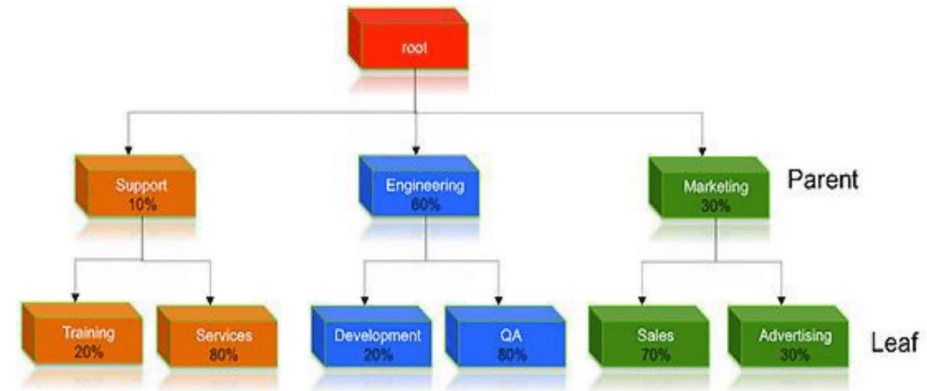 root
Support
10%
Engineering
60%
Marketing
30%
Parent
Training
20%
Services
80%
Development
20%
QA
80%
Sales
70%
Advertising
30%
Leaf